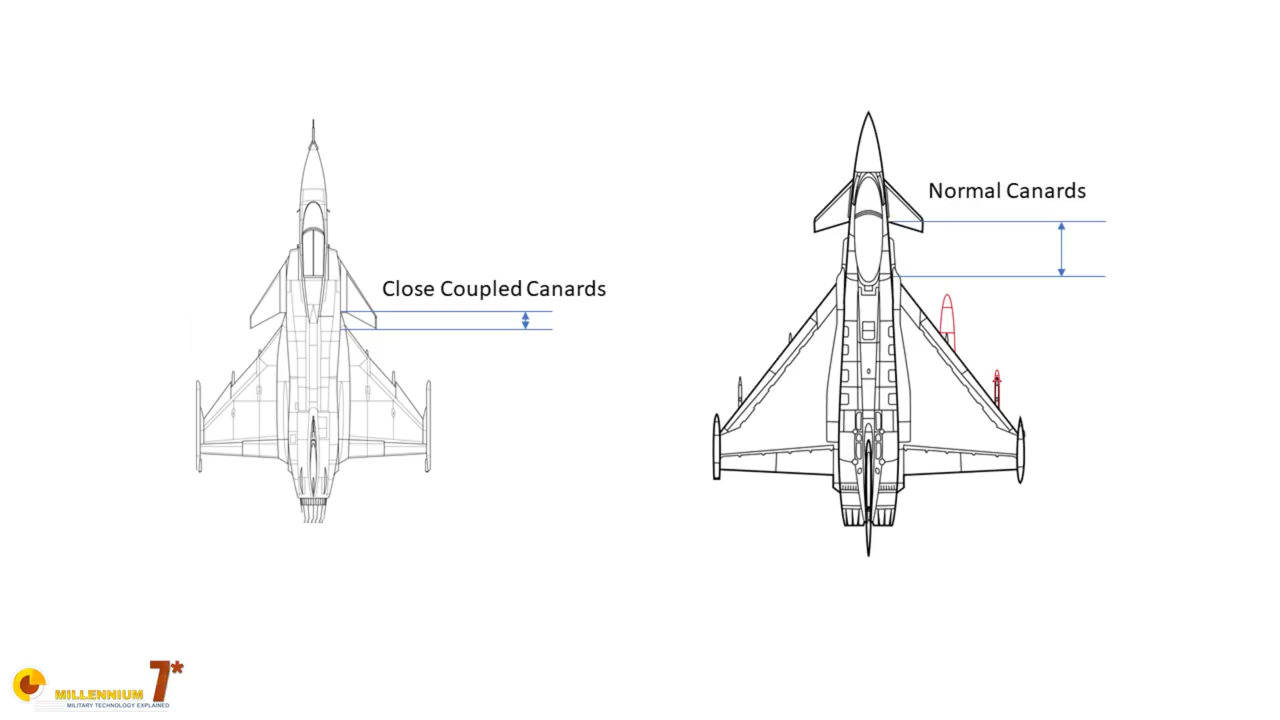 Normal Canards
Close Coupled Canards
7*
MILLENNIUM
MILITARY TECHNOLOGY EXPLAINED